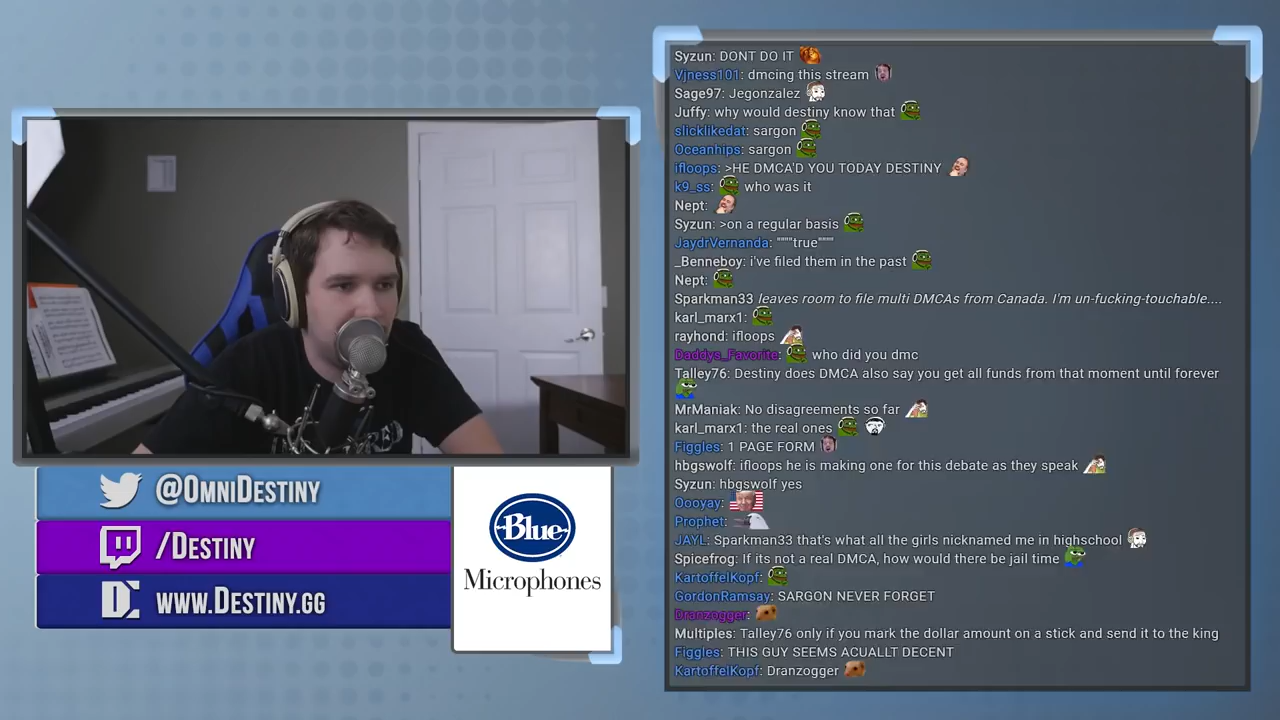 Syzun: DONT DO IT
Vjness101: dmcing this stream
Sage97: Jegonzalez
Juffy: why would destiny know that
slicklikedat: sargon
Oceanhips: sargon
ifloops: >HE DMCA'D YOU TODAY DESTINY
k9_ss: who was it
Nept:
Syzun: >on a regular basis
JaydrVernanda: """"true""""
_Benneboy: i've filed them in the past
Nept:
Sparkman33 leaves room to file multi DMCAs from Canada. I'm un-fucking-touchable....
karl_marx1:
rayhond: ifloops
Daddys_Favorite: who did you dmc
Talley76: Destiny does DMCA also say you get all funds from that moment until forever
MrManiak: No disagreements so far
karl_marx1: the real ones
Figgles: 1 PAGE FORM
hbgswolf: ifloops he is making one for this debate as they speak
Syzun: hbgswolf yes
Oooyay:
Prophet:
JAYL: Sparkman33 that's what all the girls nicknamed me in highschool
Spicefrog: If its not a real DMCA, how would there be jail time
KartoffelKopf:
GordonRamsay: SARGON NEVER FORGET
Dranzogger:
Multiples: Talley76 only if you mark the dollar amount on a stick and send it to the king
Figgles: THIS GUY SEEMS ACUALLT DECENT
KartoffelKopf: Dranzogger
@OmniDestiny
/Destiny
www.Destiny.gg
Blue
Microphones